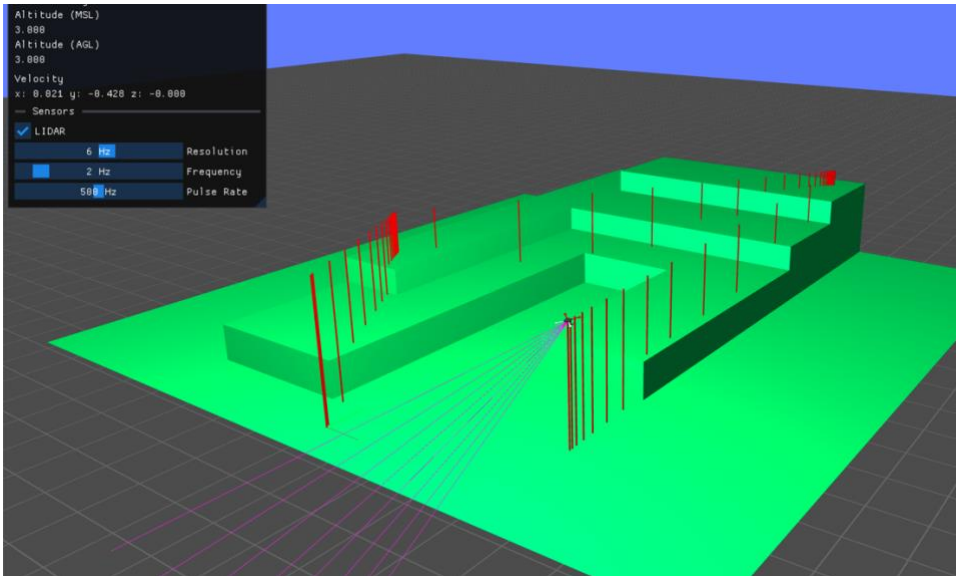 Altitude (MSL)
3.000
Altitude (AGL)
3.000
Velocity
x: 0.021 y: -0.428 z: -0.000
Sensors
LIDAR
6 Hz Resolution
2 Hz Frequency
500 Hz Pulse Rate